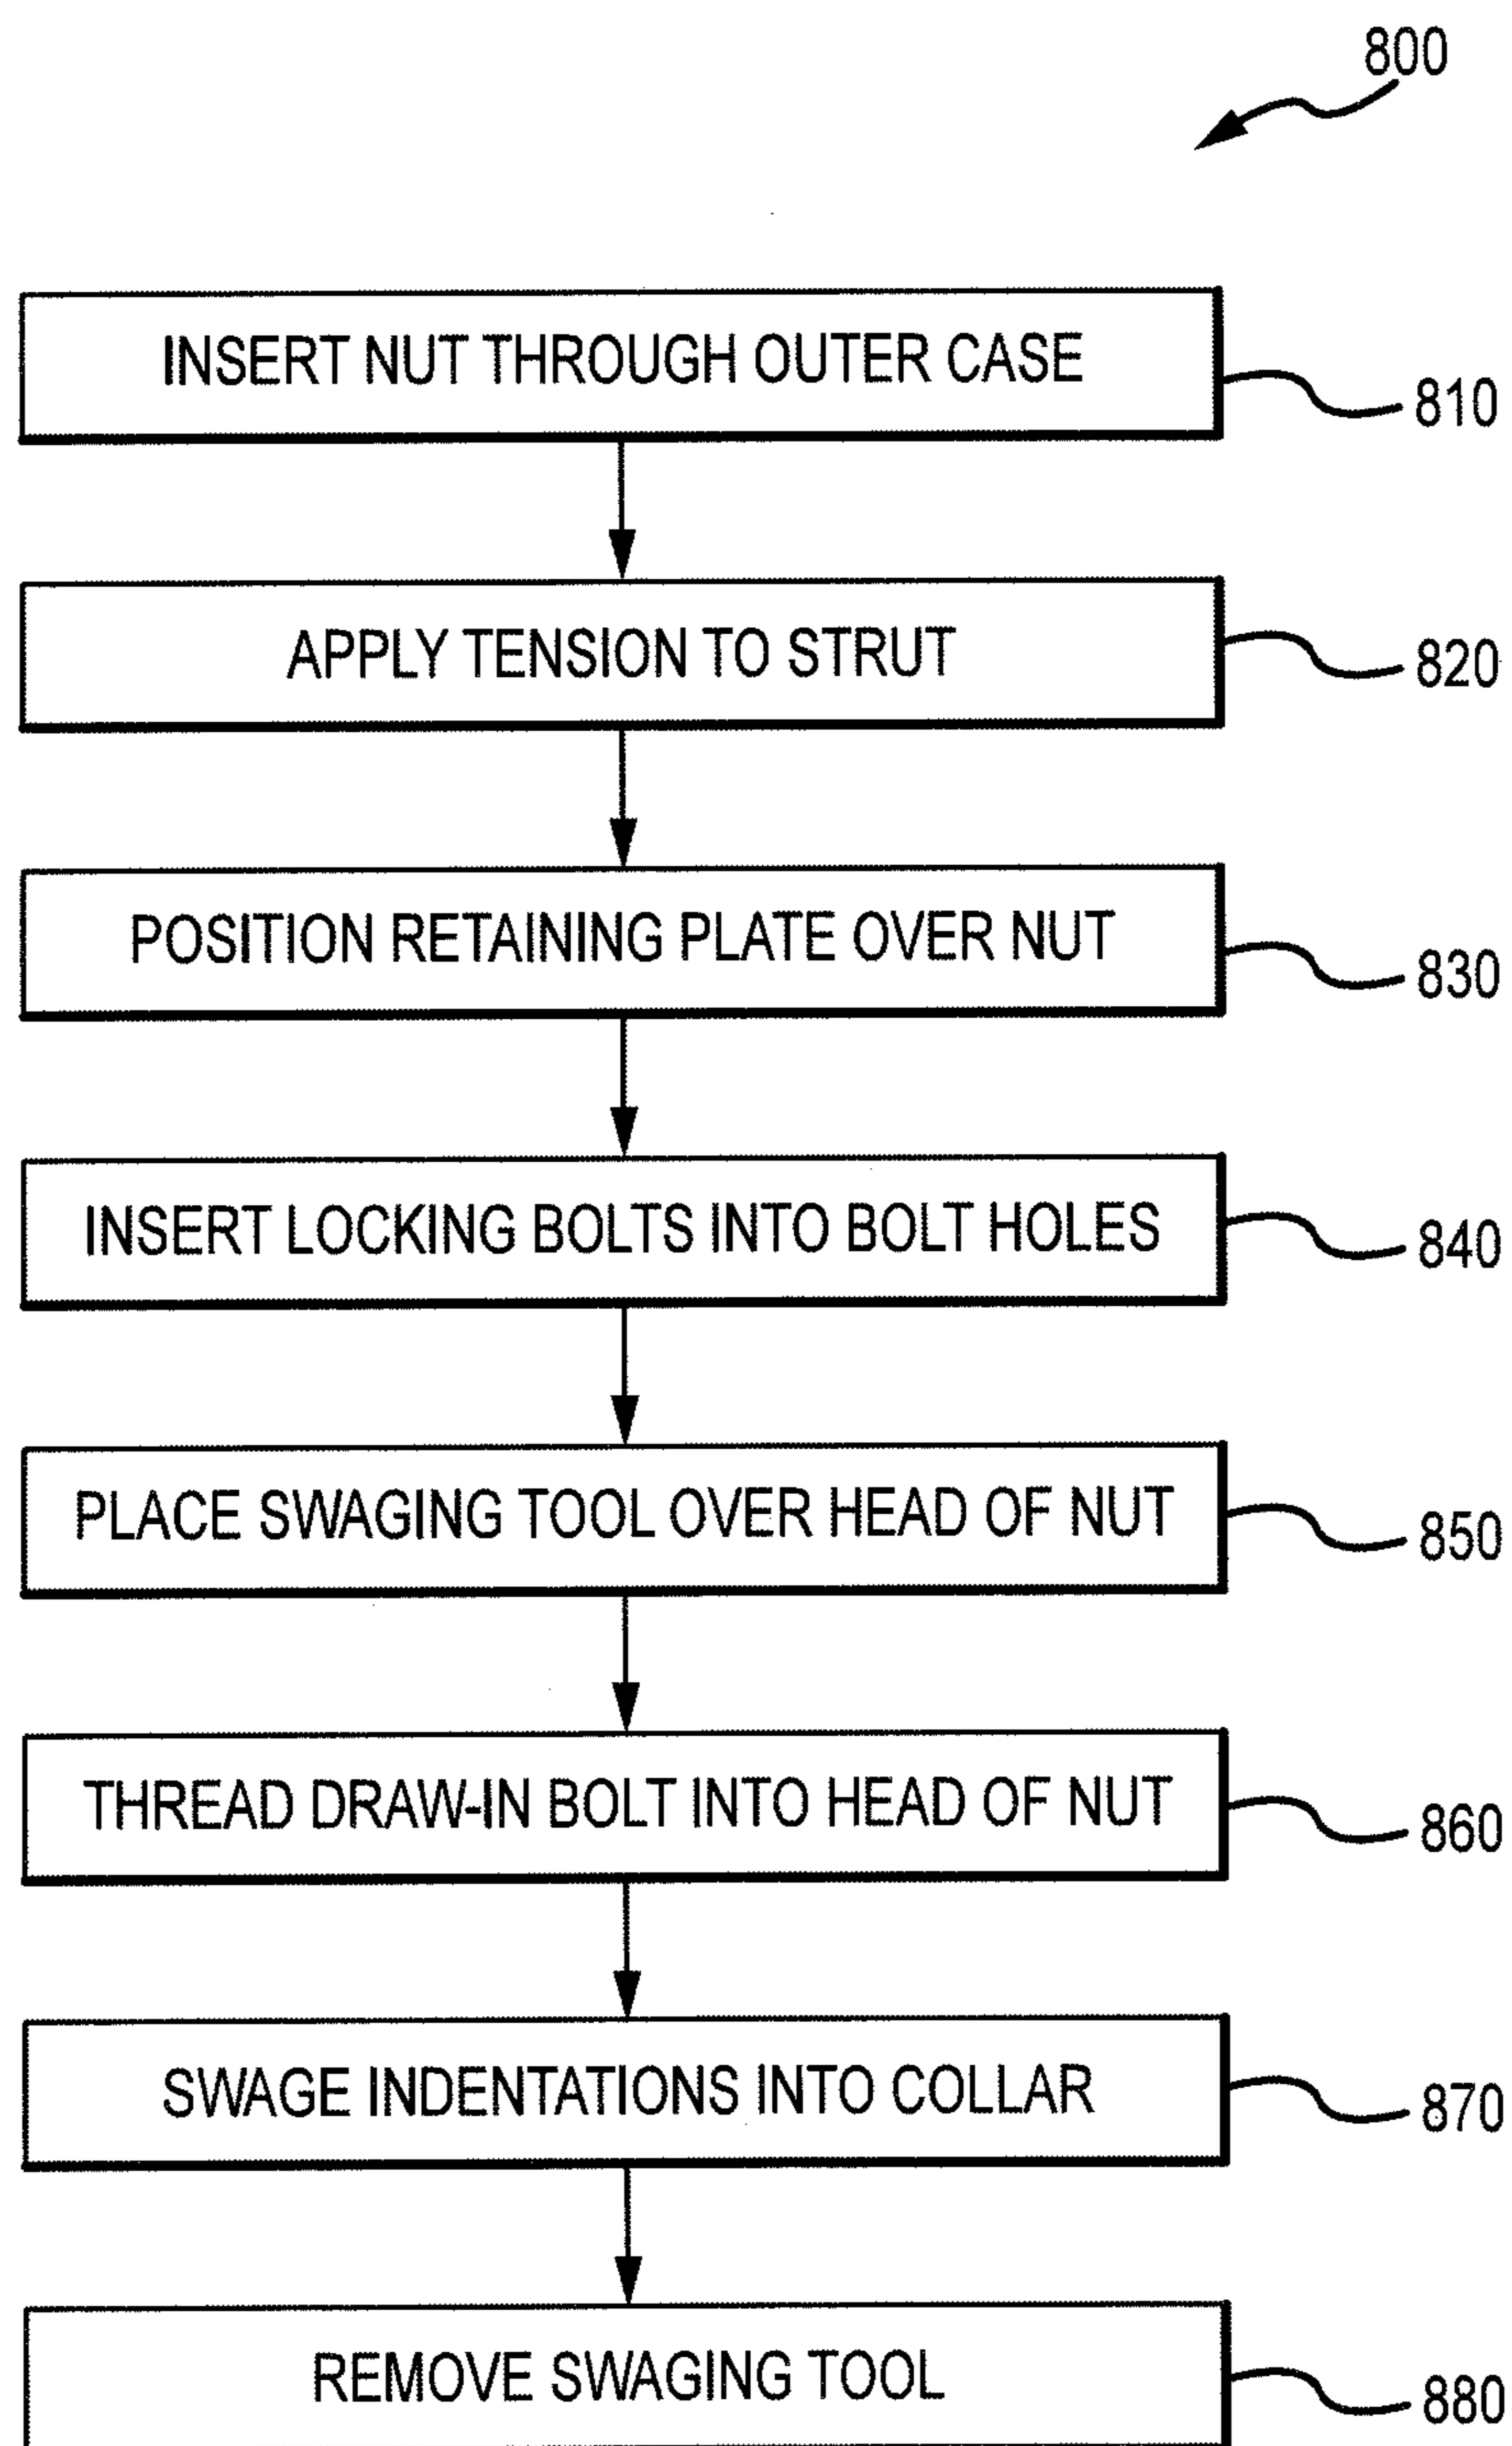 800
INSERT NUT THROUGH OUTER CASE
810
APPLY TENSION TO STRUT
820
POSITION RETAINING PLATE OVER NUT
830
INSERT LOCKING BOLTS INTO BOLT HOLES
840
PLACE SWAGING TOOL OVER HEAD OF NUT
850
THREAD DRAW-IN BOLT INTO HEAD OF NUT
860
SWAGE INDENTATIONS INTO COLLAR
870
REMOVE SWAGING TOOL
880